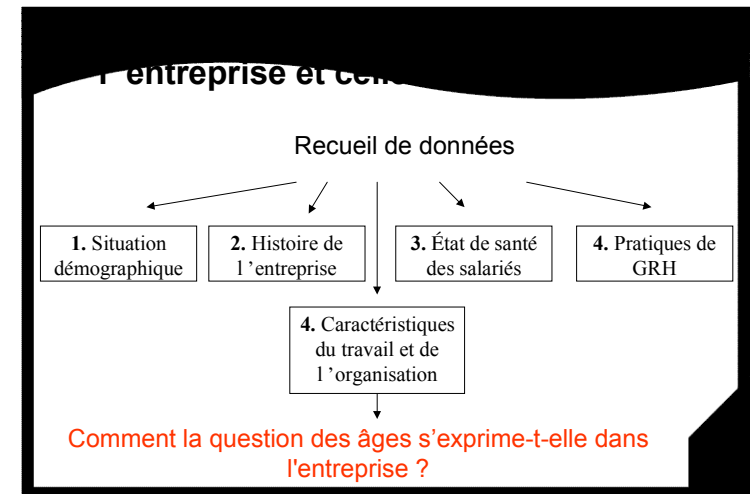 l ’entreprise et
Recueil de données
1. Situation
démographique
2. Histoire de
l ’entreprise
3. État de santé
des salariés
4. Pratiques de
GRH
4. Caractéristiques
du travail et de
l ’organisation
Comment la question des âges s’exprime-t-elle dans
l'entreprise ?